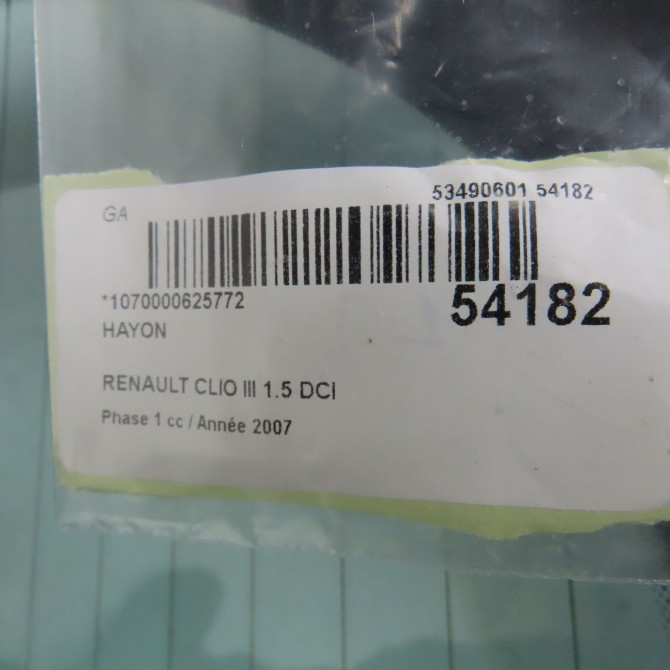 53490601 54182
GA
*1070000625772
54182
HAYON
RENAULT CLIO III 1.5 DCI
Phase 1 cc / Année 2007